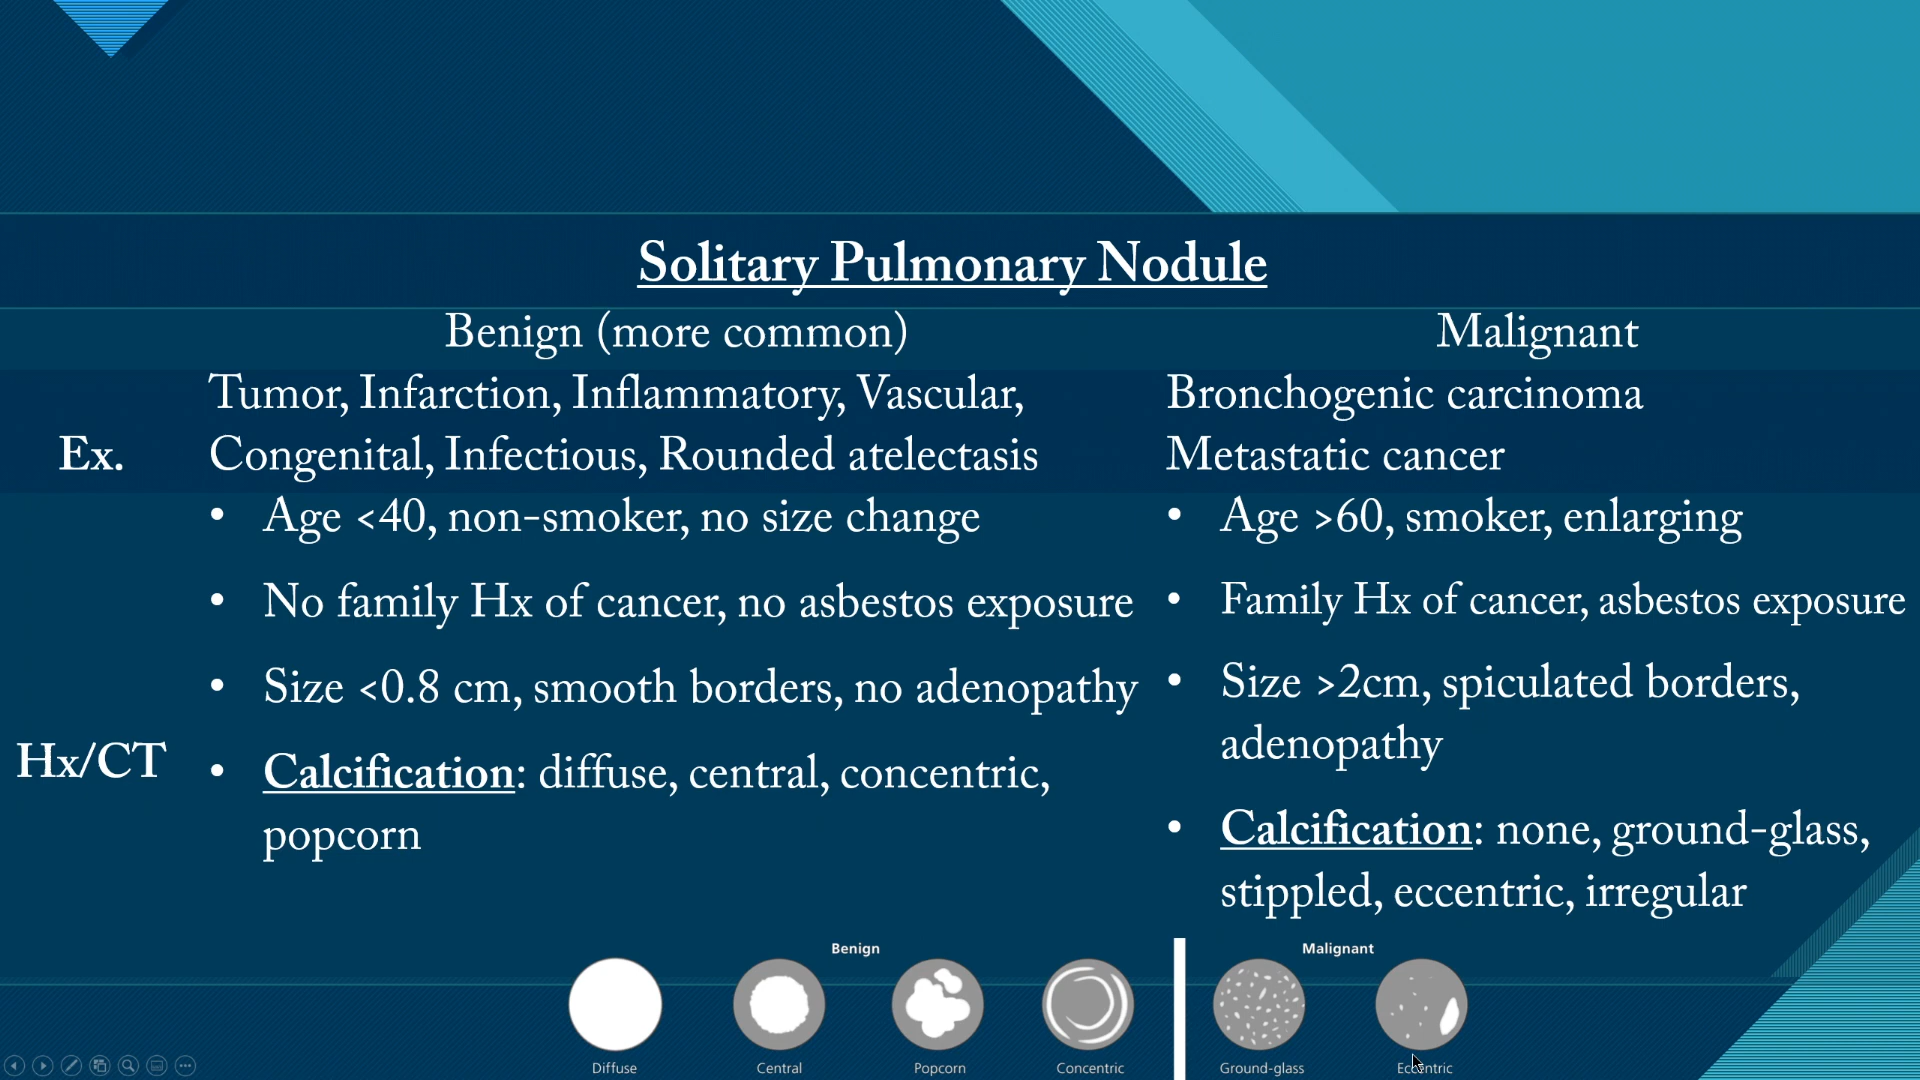 Solitary Pulmonary Nodule
Benign (more common)
Malignant
Ex.
Tumor, Infarction, Inflammatory, Vascular,
Congenital, Infectious, Rounded atelectasis
Bronchogenic carcinoma
Metastatic cancer
Hx/CT
• Age <40, non-smoker, no size change
• No family Hx of cancer, no asbestos exposure
• Size <0.8 cm, smooth borders, no adenopathy
• Calcification: diffuse, central, concentric,
popcorn
• Age >60, smoker, enlarging
• Family Hx of cancer, asbestos exposure
• Size >2cm, spiculated borders,
adenopathy
• Calcification: none, ground-glass,
stippled, eccentric, irregular
Benign
Diffuse
Central
Popcorn
Concentric
Malignant
Ground-glass
Eccentric